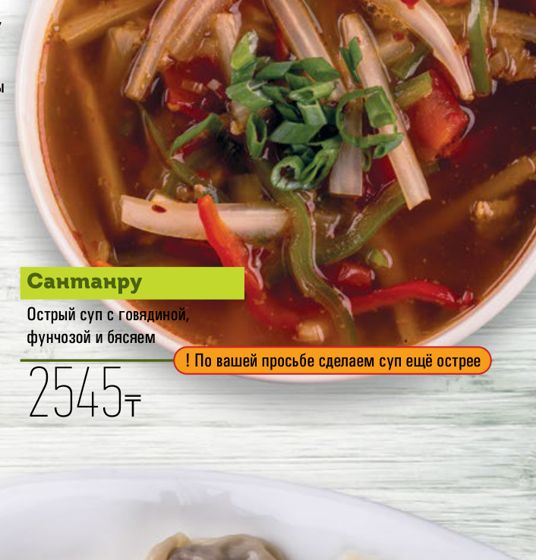 ы
Сантанру
Острый суп с говядиной,
фунчозой и бясяем
! По вашей просьбе сделаем суп ещё острее
2545₸